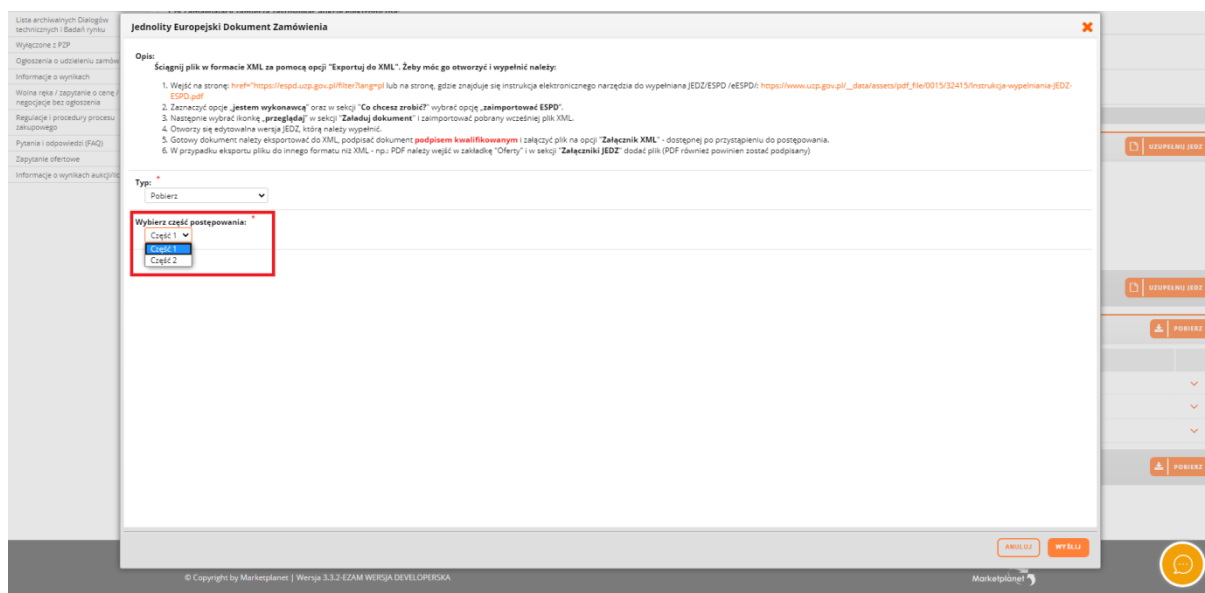 Lista archiwalnych Dialogów
technicznych i Badań rynku
Wyłączone z PZP
Ogłoszenia o udzieleniu zamów
Informacje o wynikach
Wolna ręka / zapytanie o cenę /
negocjacje bez ogłoszenia
Regulacje i procedury procesu
zakupowego
Pytania i odpowiedzi (FAQ)
Zapytanie ofertowe
Informacje o wynikach aukcji/lic
Jednolity Europejski Dokument Zamówienia
Opis:
Ściągnij plik w formacie XML za pomocą opcji "Exportuj do XML". Żeby móc go otworzyć i wypełnić należy:
1. Wejść na stronę: href="https://espd.uzp.gov.pl/filter?lang=pl lub na stronę, gdzie znajduje się instrukcja elektronicznego narzędzia do wypełniana JEDZ/ESPD /eESPD/: https://www.uzp.gov.pl/__data/assets/pdf_file/0015/32415/Instrukcja-wypelniania-JEDZ-
ESPD.pdf
2. Zaznaczyć opcję „jestem wykonawcą" oraz w sekcji "Co chcesz zrobić?" wybrać opcję „zaimportować ESPD".
3. Następnie wybrać ikonkę „przeglądaj" w sekcji "Załaduj dokument" i zaimportować pobrany wcześniej plik XML.
4. Otworzy się edytowalna wersja JEDZ, którą należy wypełnić.
5. Gotowy dokument należy eksportować do XML, podpisać dokument podpisem kwalifikowanym i załączyć plik na opcji "Załącznik XML" - dostępnej po przystąpieniu do postępowania.
6. W przypadku eksportu pliku do innego formatu niż XML - np.: PDF należy wejść w zakładkę "Oferty" i w sekcji "Załączniki JEDZ" dodać plik (PDF również powinien zostać podpisany)
Typ: *
Pobierz
Wybierz część postępowania: *
Część 1
Część 1
Część 2
UZUPEŁNIJ JEDZ
UZUPEŁNIJ JEDZ
POBIERZ
POBIERZ
ANULUJ
WYŚLIJ
© Copyright by Marketplanet | Wersja 3.3.2-EZAM WERSJA DEVELOPERSKA
Marketplanet